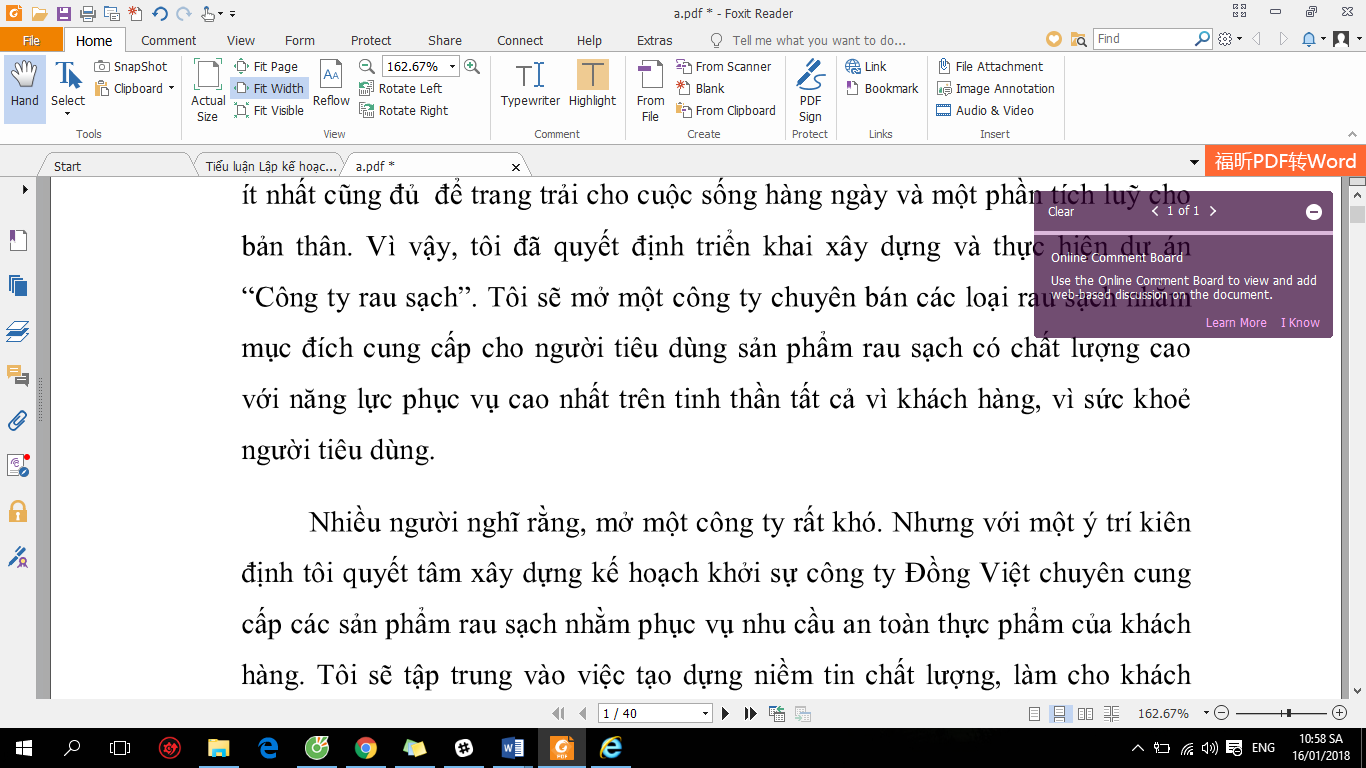 a.pdf * - Foxit Reader
File Home Comment View Form Protect Share Connect Help Extras Tell me what you want to do... Find
Hand
Select
SnapShot
Clipboard
Tools
Actual Size
Fit Page
Fit Width
Fit Visible
Reflow
162.67%
Rotate Left
Rotate Right
View
Typewriter
Highlight
Comment
From File
From Scanner
Blank
From Clipboard
Create
PDF Sign
Protect
Link
Bookmark
Links
File Attachment
Image Annotation
Audio & Video
Insert
Start
Tiểu luận Lập kế hoạc...
a.pdf *
福昕PDF转Word
ít nhất cũng đủ để trang trải cho cuộc sống hàng ngày và một phần tích luỹ cho
bản thân. Vì vậy, tôi đã quyết định triển khai xây dựng và thực hiện dự án
“Công ty rau sạch”. Tôi sẽ mở một công ty chuyên bán các loại rau sạch nhằm
mục đích cung cấp cho người tiêu dùng sản phẩm rau sạch có chất lượng cao
với năng lực phục vụ cao nhất trên tinh thần tất cả vì khách hàng, vì sức khoẻ
người tiêu dùng.
Nhiều người nghĩ rằng, mở một công ty rất khó. Nhưng với một ý trí kiên
định tôi quyết tâm xây dựng kế hoạch khởi sự công ty Đồng Việt chuyên cung
cấp các sản phẩm rau sạch nhằm phục vụ nhu cầu an toàn thực phẩm của khách
hàng. Tôi sẽ tập trung vào việc tạo dựng niềm tin chất lượng, làm cho khách
Clear 1 of 1
Online Comment Board
Use the Online Comment Board to view and add
web-based discussion on the document.
Learn More I Know
1 / 40
162.67%
ENG
10:58 SA
16/01/2018